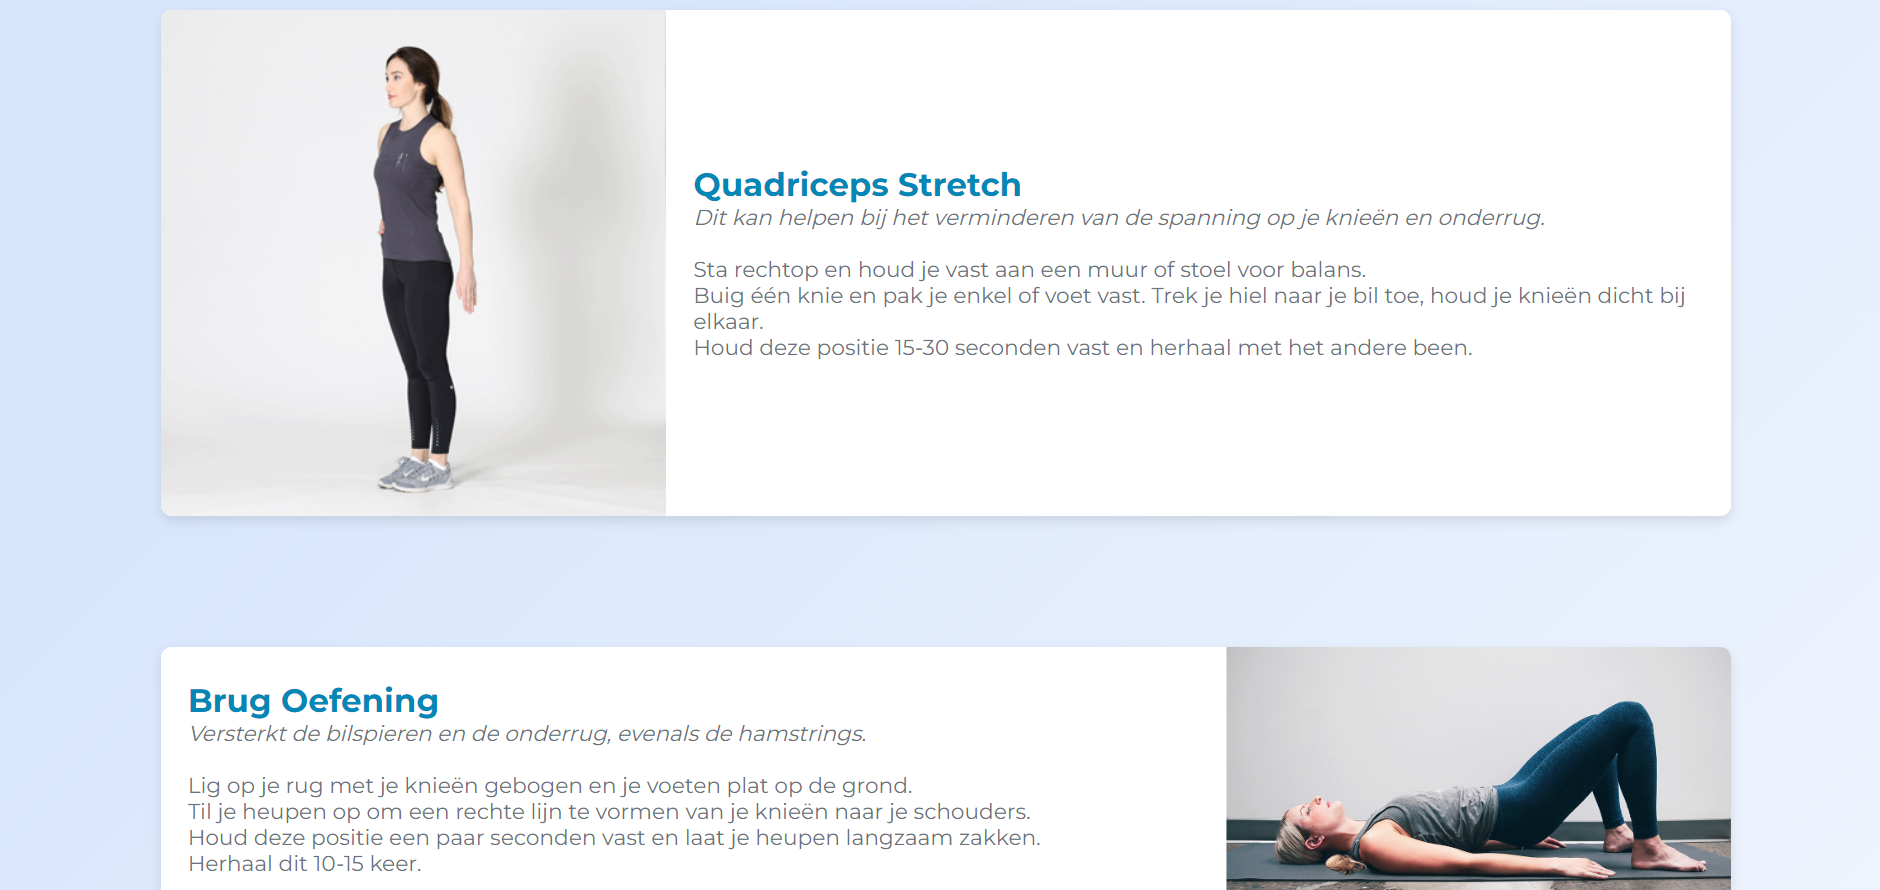 Quadriceps Stretch
Dit kan helpen bij het verminderen van de spanning op je knieën en onderrug.
Sta rechtop en houd je vast aan een muur of stoel voor balans.
Buig één knie en pak je enkel of voet vast. Trek je hiel naar je bil toe, houd je knieën dicht bij
elkaar.
Houd deze positie 15-30 seconden vast en herhaal met het andere been.
Brug Oefening
Versterkt de bilspieren en de onderrug, evenals de hamstrings.
Lig op je rug met je knieën gebogen en je voeten plat op de grond.
Til je heupen op om een rechte lijn te vormen van je knieën naar je schouders.
Houd deze positie een paar seconden vast en laat je heupen langzaam zakken.
Herhaal dit 10-15 keer.